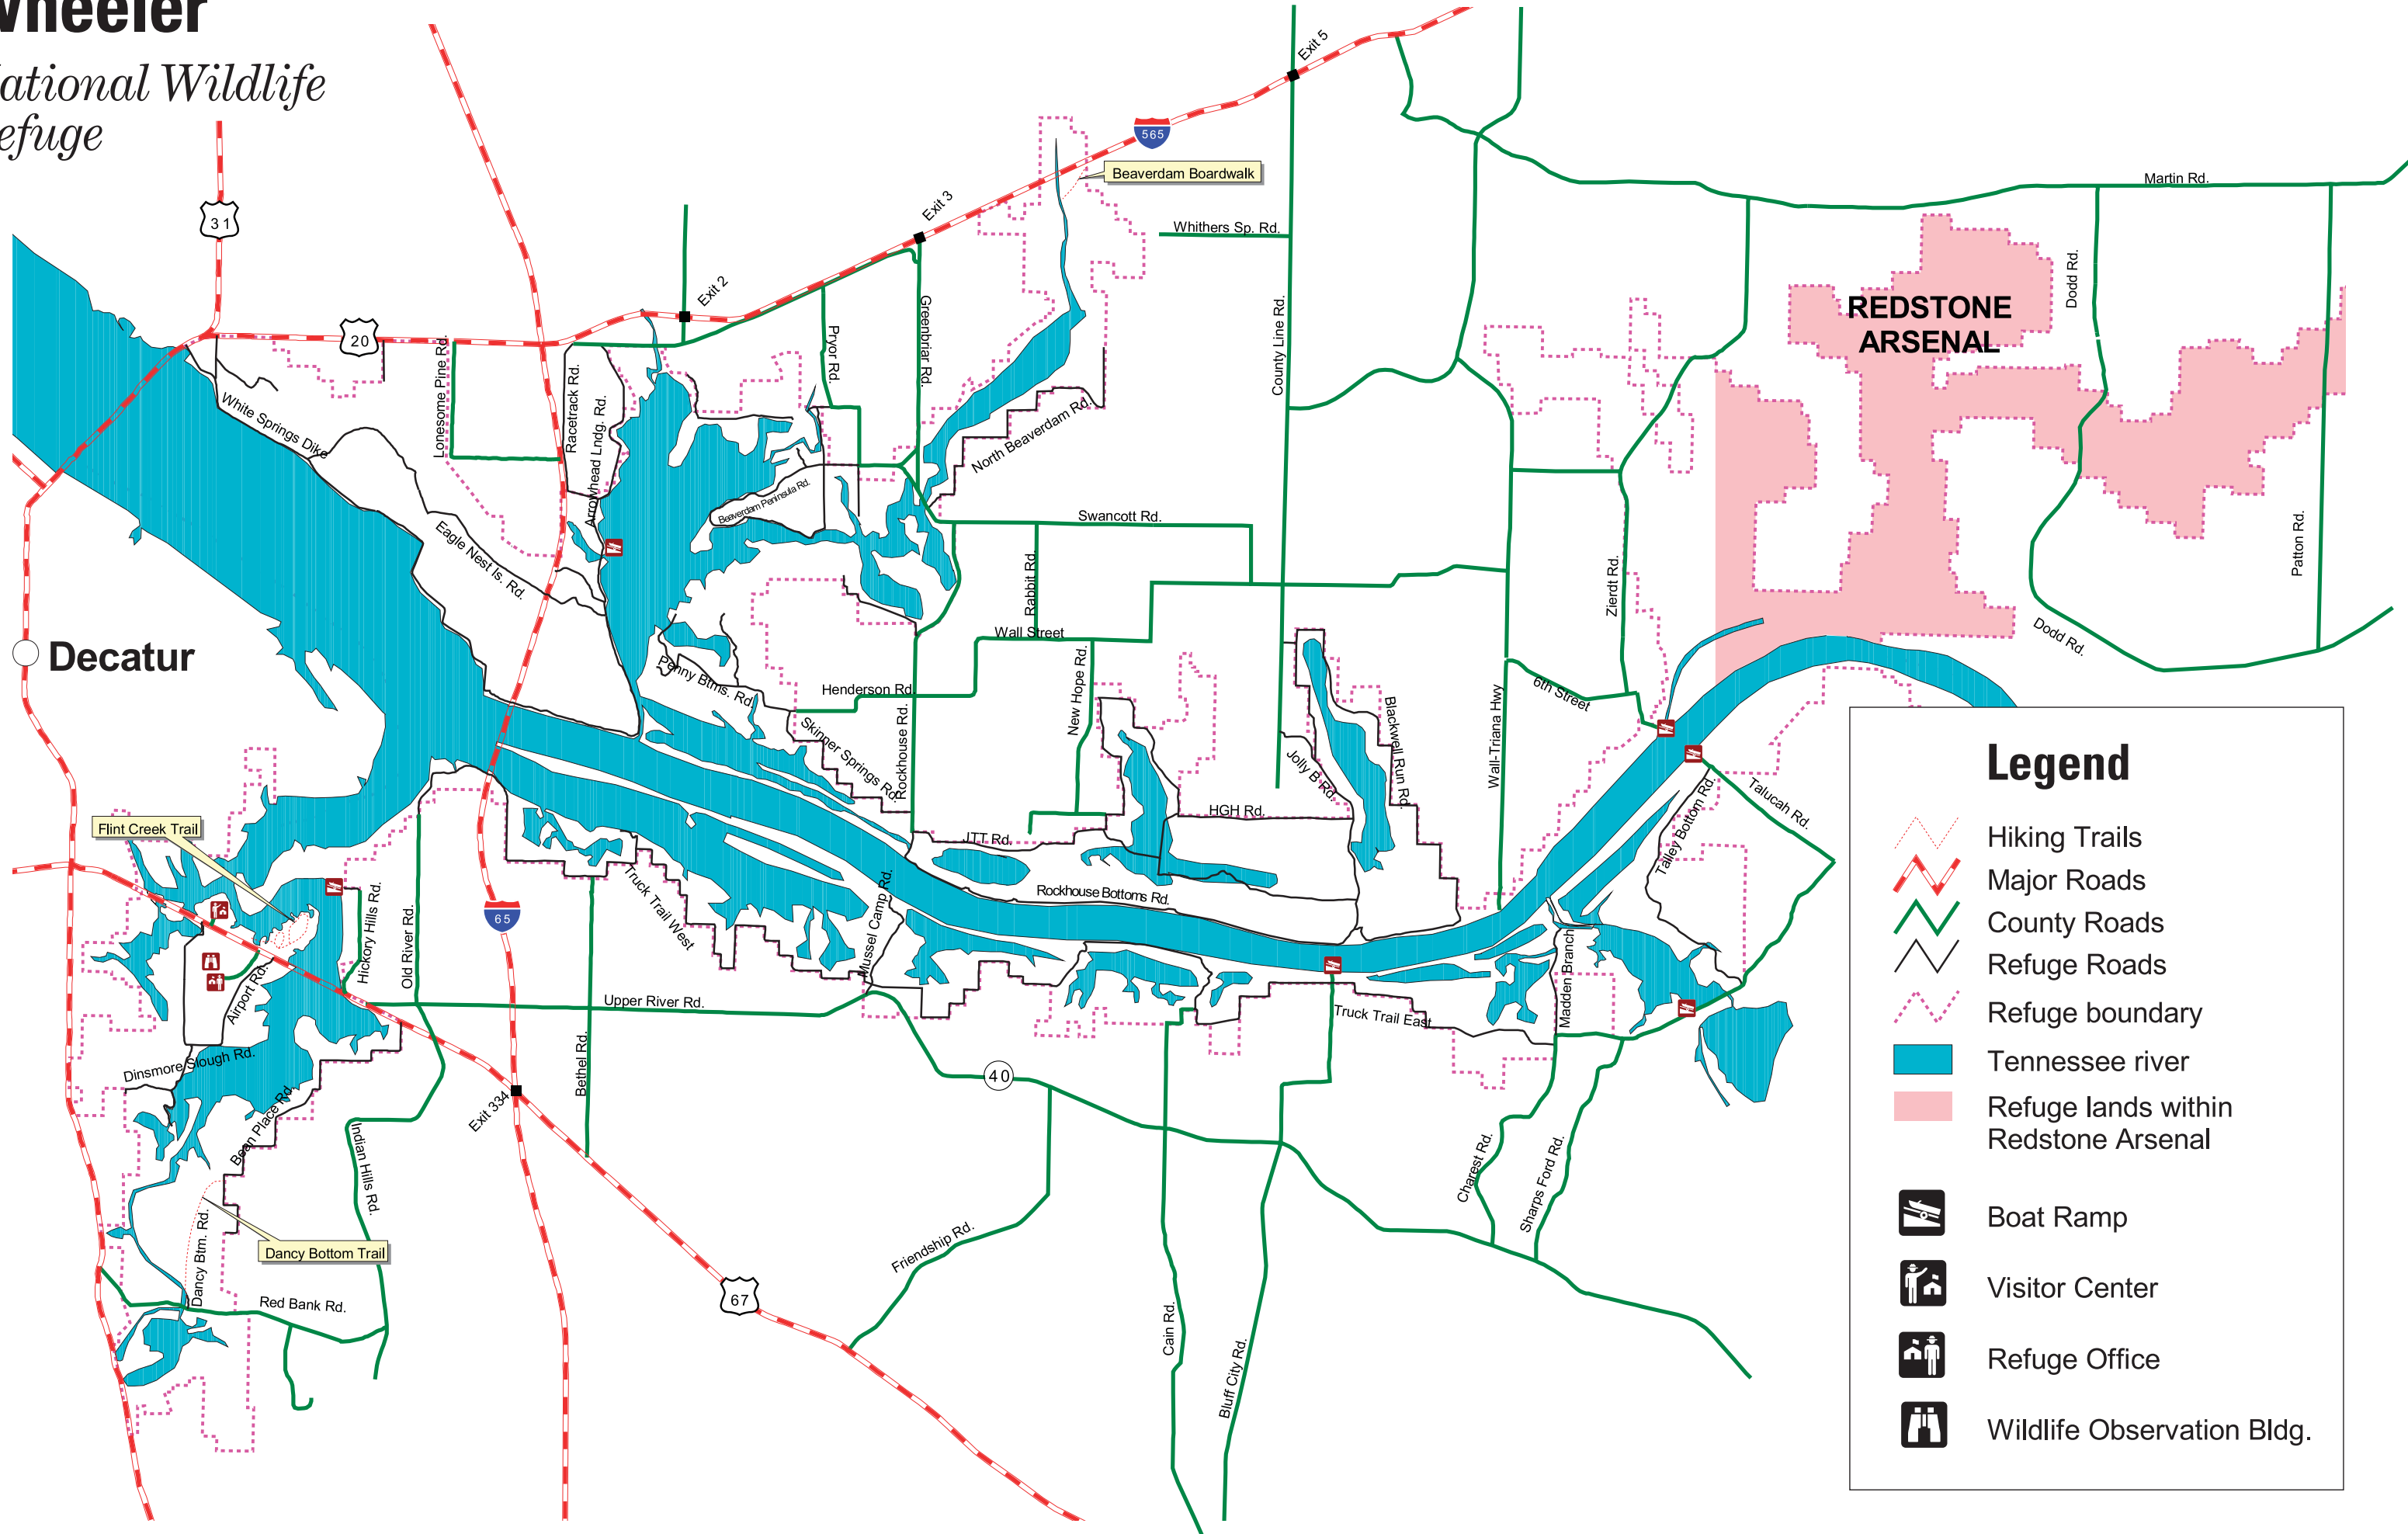 Wheeler
National Wildlife
Refuge
31
20
565
65
67
40
Exit 5
Exit 3
Exit 2
Exit 334
Beaverdam Boardwalk
Whithers Sp. Rd.
Martin Rd.
Dodd Rd.
REDSTONE
ARSENAL
County Line Rd.
Greenbriar Rd.
Pryor Rd.
Lonesome Pine Rd.
Racetrack Rd.
Arrowhead Lndg. Rd.
White Springs Dike
North Beaverdam Rd.
Beaverdam Peninsula Rd.
Eagle Nest Is. Rd.
Swancott Rd.
Rabbit Rd.
Zierdt Rd.
Patton Rd.
Dodd Rd.
Decatur
Wall Street
Penny Btms. Rd.
Henderson Rd.
New Hope Rd.
Rockhouse Rd.
Skinner Springs Rd.
Blackwell Run Rd.
Jolly B Rd.
Wall-Triana Hwy
6th Street
Talucah Rd.
Talley Bottom Rd.
HGH Rd.
JTT Rd.
Flint Creek Trail
Truck Trail West
Mussel Camp Rd.
Rockhouse Bottoms Rd.
Hickory Hills Rd.
Old River Rd.
Airport Rd.
Upper River Rd.
Truck Trail East
Madden Branch
Dinsmore Slough Rd.
Bethel Rd.
Bean Place Rd.
Indian Hills Rd.
Charest Rd.
Sharps Ford Rd.
Dancy Btm. Rd.
Dancy Bottom Trail
Friendship Rd.
Red Bank Rd.
Cain Rd.
Bluff City Rd.
Legend
Hiking Trails
Major Roads
County Roads
Refuge Roads
Refuge boundary
Tennessee river
Refuge lands within
Redstone Arsenal
Boat Ramp
Visitor Center
Refuge Office
Wildlife Observation Bldg.